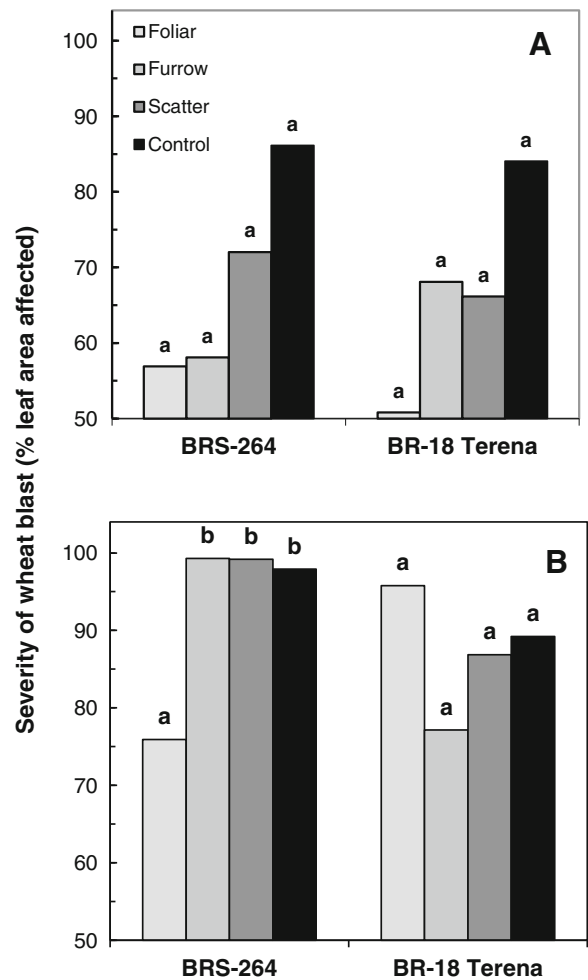 Severity of wheat blast (% leaf area affected)
A
100
90
80
70
60
50
Foliar
Furrow
Scatter
Control
a a a a
a a a a
BRS-264 BR-18 Terena
B
100
90
80
70
60
50
a b b b
a a a a
BRS-264 BR-18 Terena